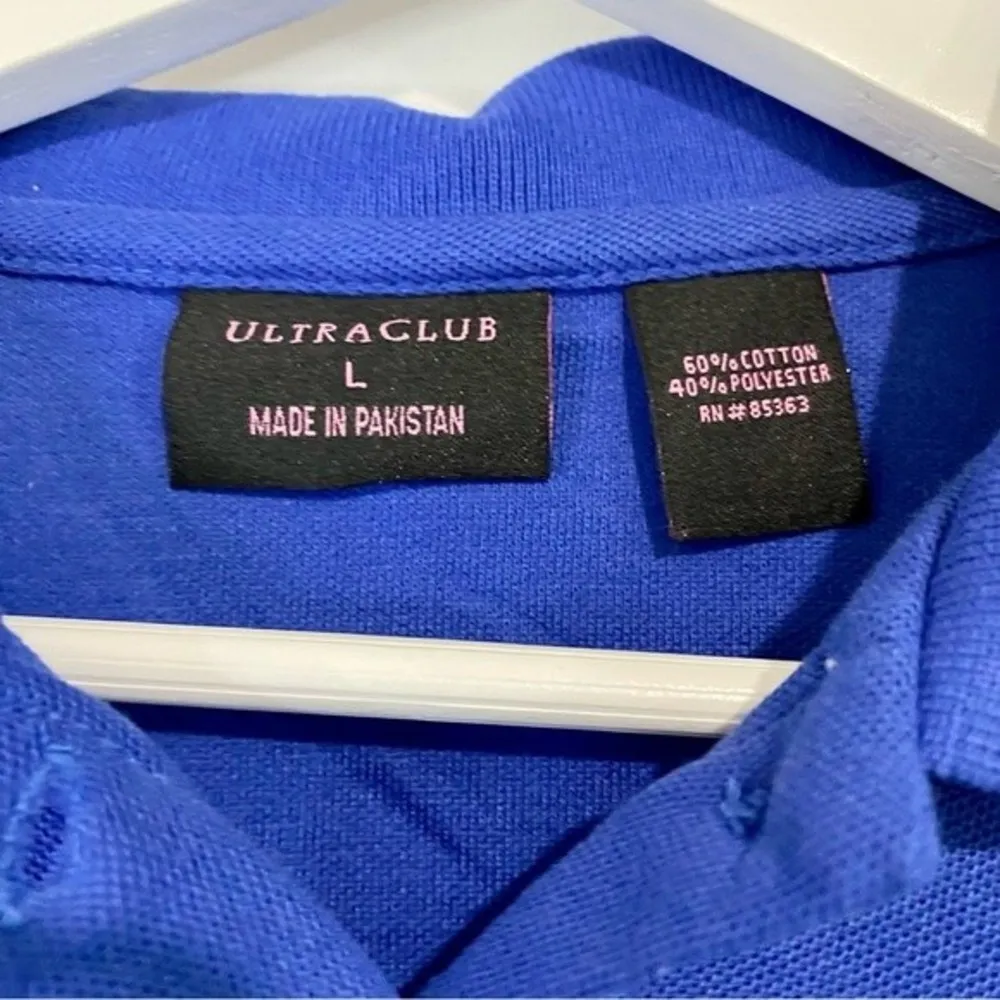 ULTRACLUB
L
MADE IN PAKISTAN
60% COTTON
40% POLYESTER
RN # 85363